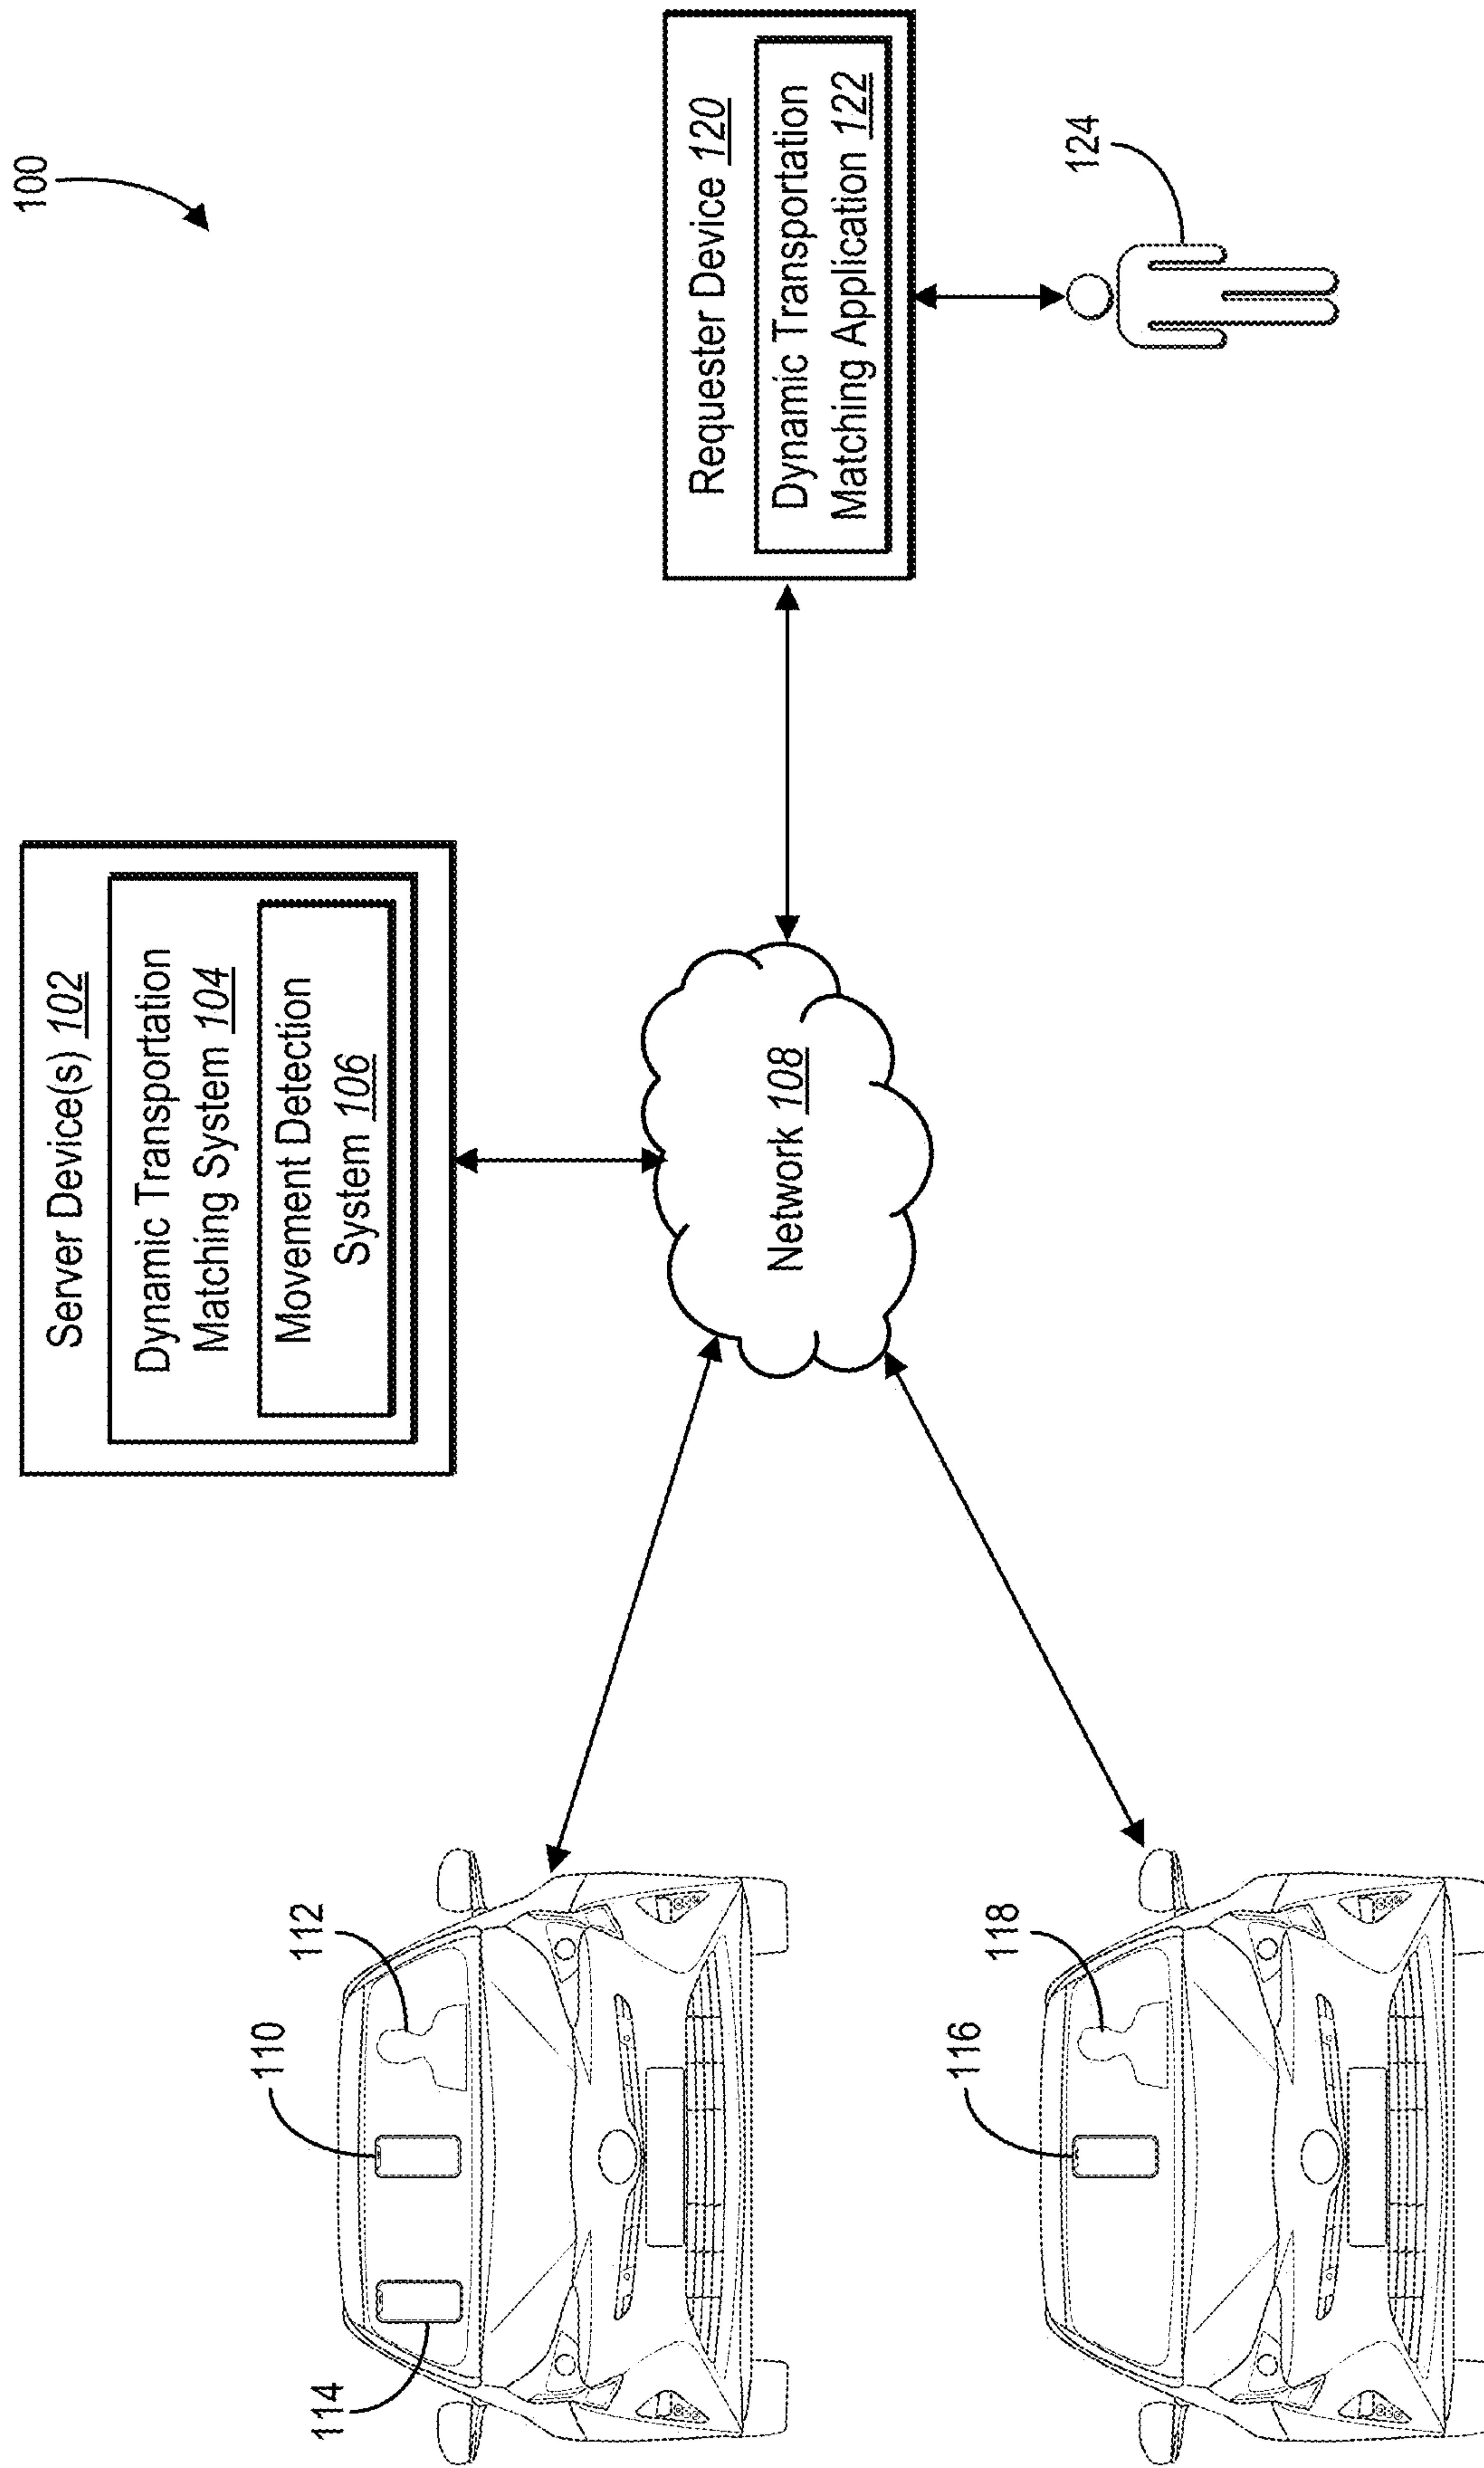 100
Server Device(s) 102
Dynamic Transportation
Matching System 104
Movement Detection
System 106
110
112
114
Network 108
Requester Device 120
Dynamic Transportation
Matching Application 122
116
118
124